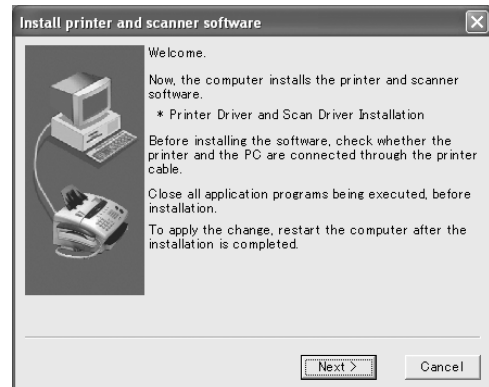 Install printer and scanner software
Welcome.
Now, the computer installs the printer and scanner
software.
* Printer Driver and Scan Driver Installation
Before installing the software, check whether the
printer and the PC are connected through the printer
cable.
Close all application programs being executed, before
installation.
To apply the change, restart the computer after the
installation is completed.
Next >
Cancel